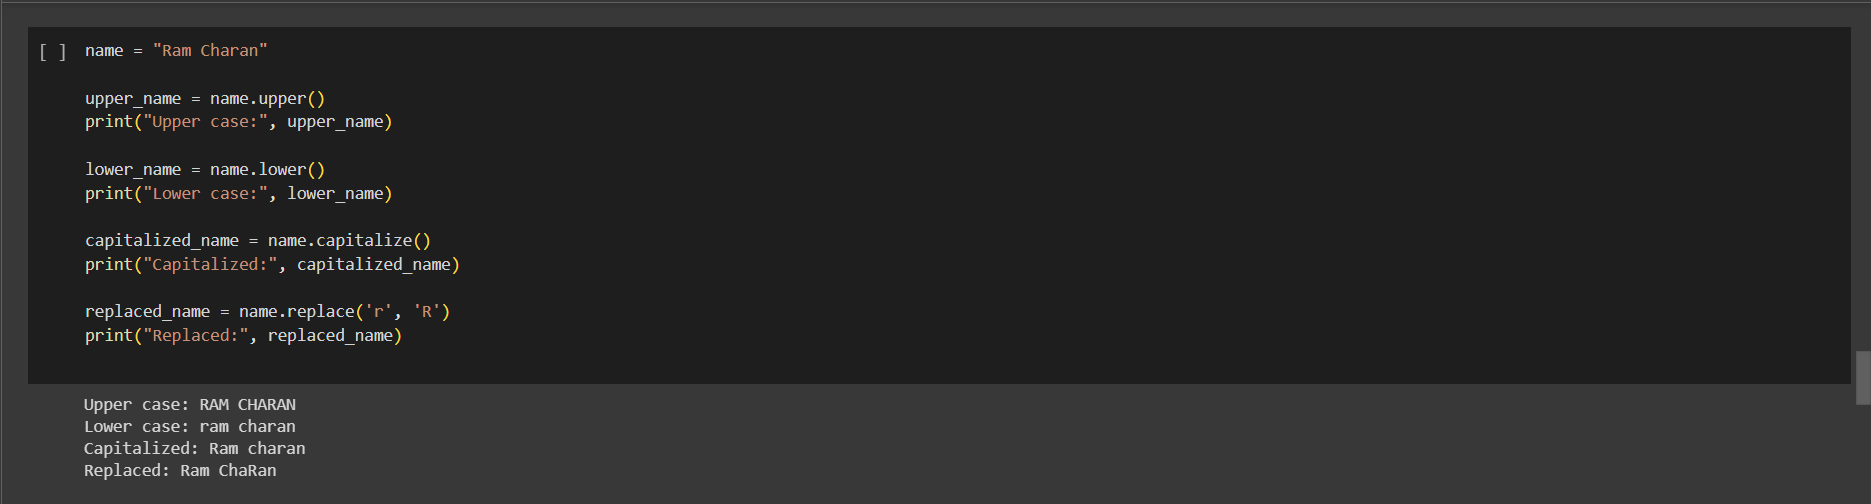 [ ] name = "Ram Charan"
upper_name = name.upper()
print("Upper case:", upper_name)
lower_name = name.lower()
print("Lower case:", lower_name)
capitalized_name = name.capitalize()
print("Capitalized:", capitalized_name)
replaced_name = name.replace('r', 'R')
print("Replaced:", replaced_name)
Upper case: RAM CHARAN
Lower case: ram charan
Capitalized: Ram charan
Replaced: Ram ChaRan